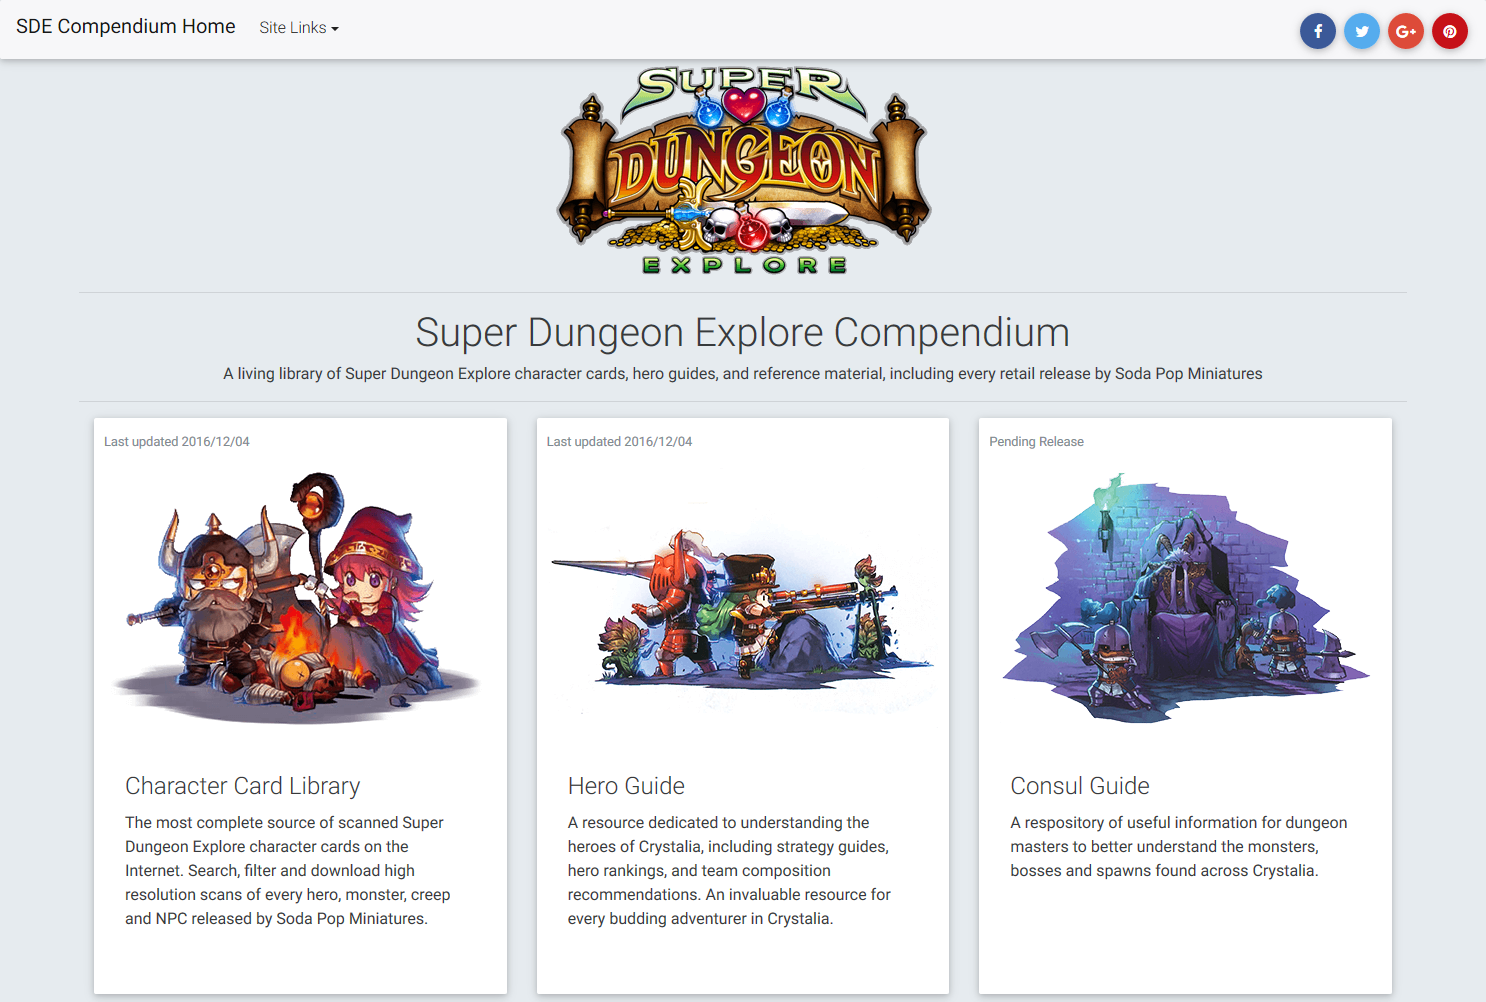 SDE Compendium Home
Site Links
SUPER
DUNGEON
EXPLORE
Super Dungeon Explore Compendium
A living library of Super Dungeon Explore character cards, hero guides, and reference material, including every retail release by Soda Pop Miniatures
Last updated 2016/12/04
Character Card Library
The most complete source of scanned Super
Dungeon Explore character cards on the
Internet. Search, filter and download high
resolution scans of every hero, monster, creep
and NPC released by Soda Pop Miniatures.
Last updated 2016/12/04
Hero Guide
A resource dedicated to understanding the
heroes of Crystalia, including strategy guides,
hero rankings, and team composition
recommendations. An invaluable resource for
every budding adventurer in Crystalia.
Pending Release
Consul Guide
A respository of useful information for dungeon
masters to better understand the monsters,
bosses and spawns found across Crystalia.